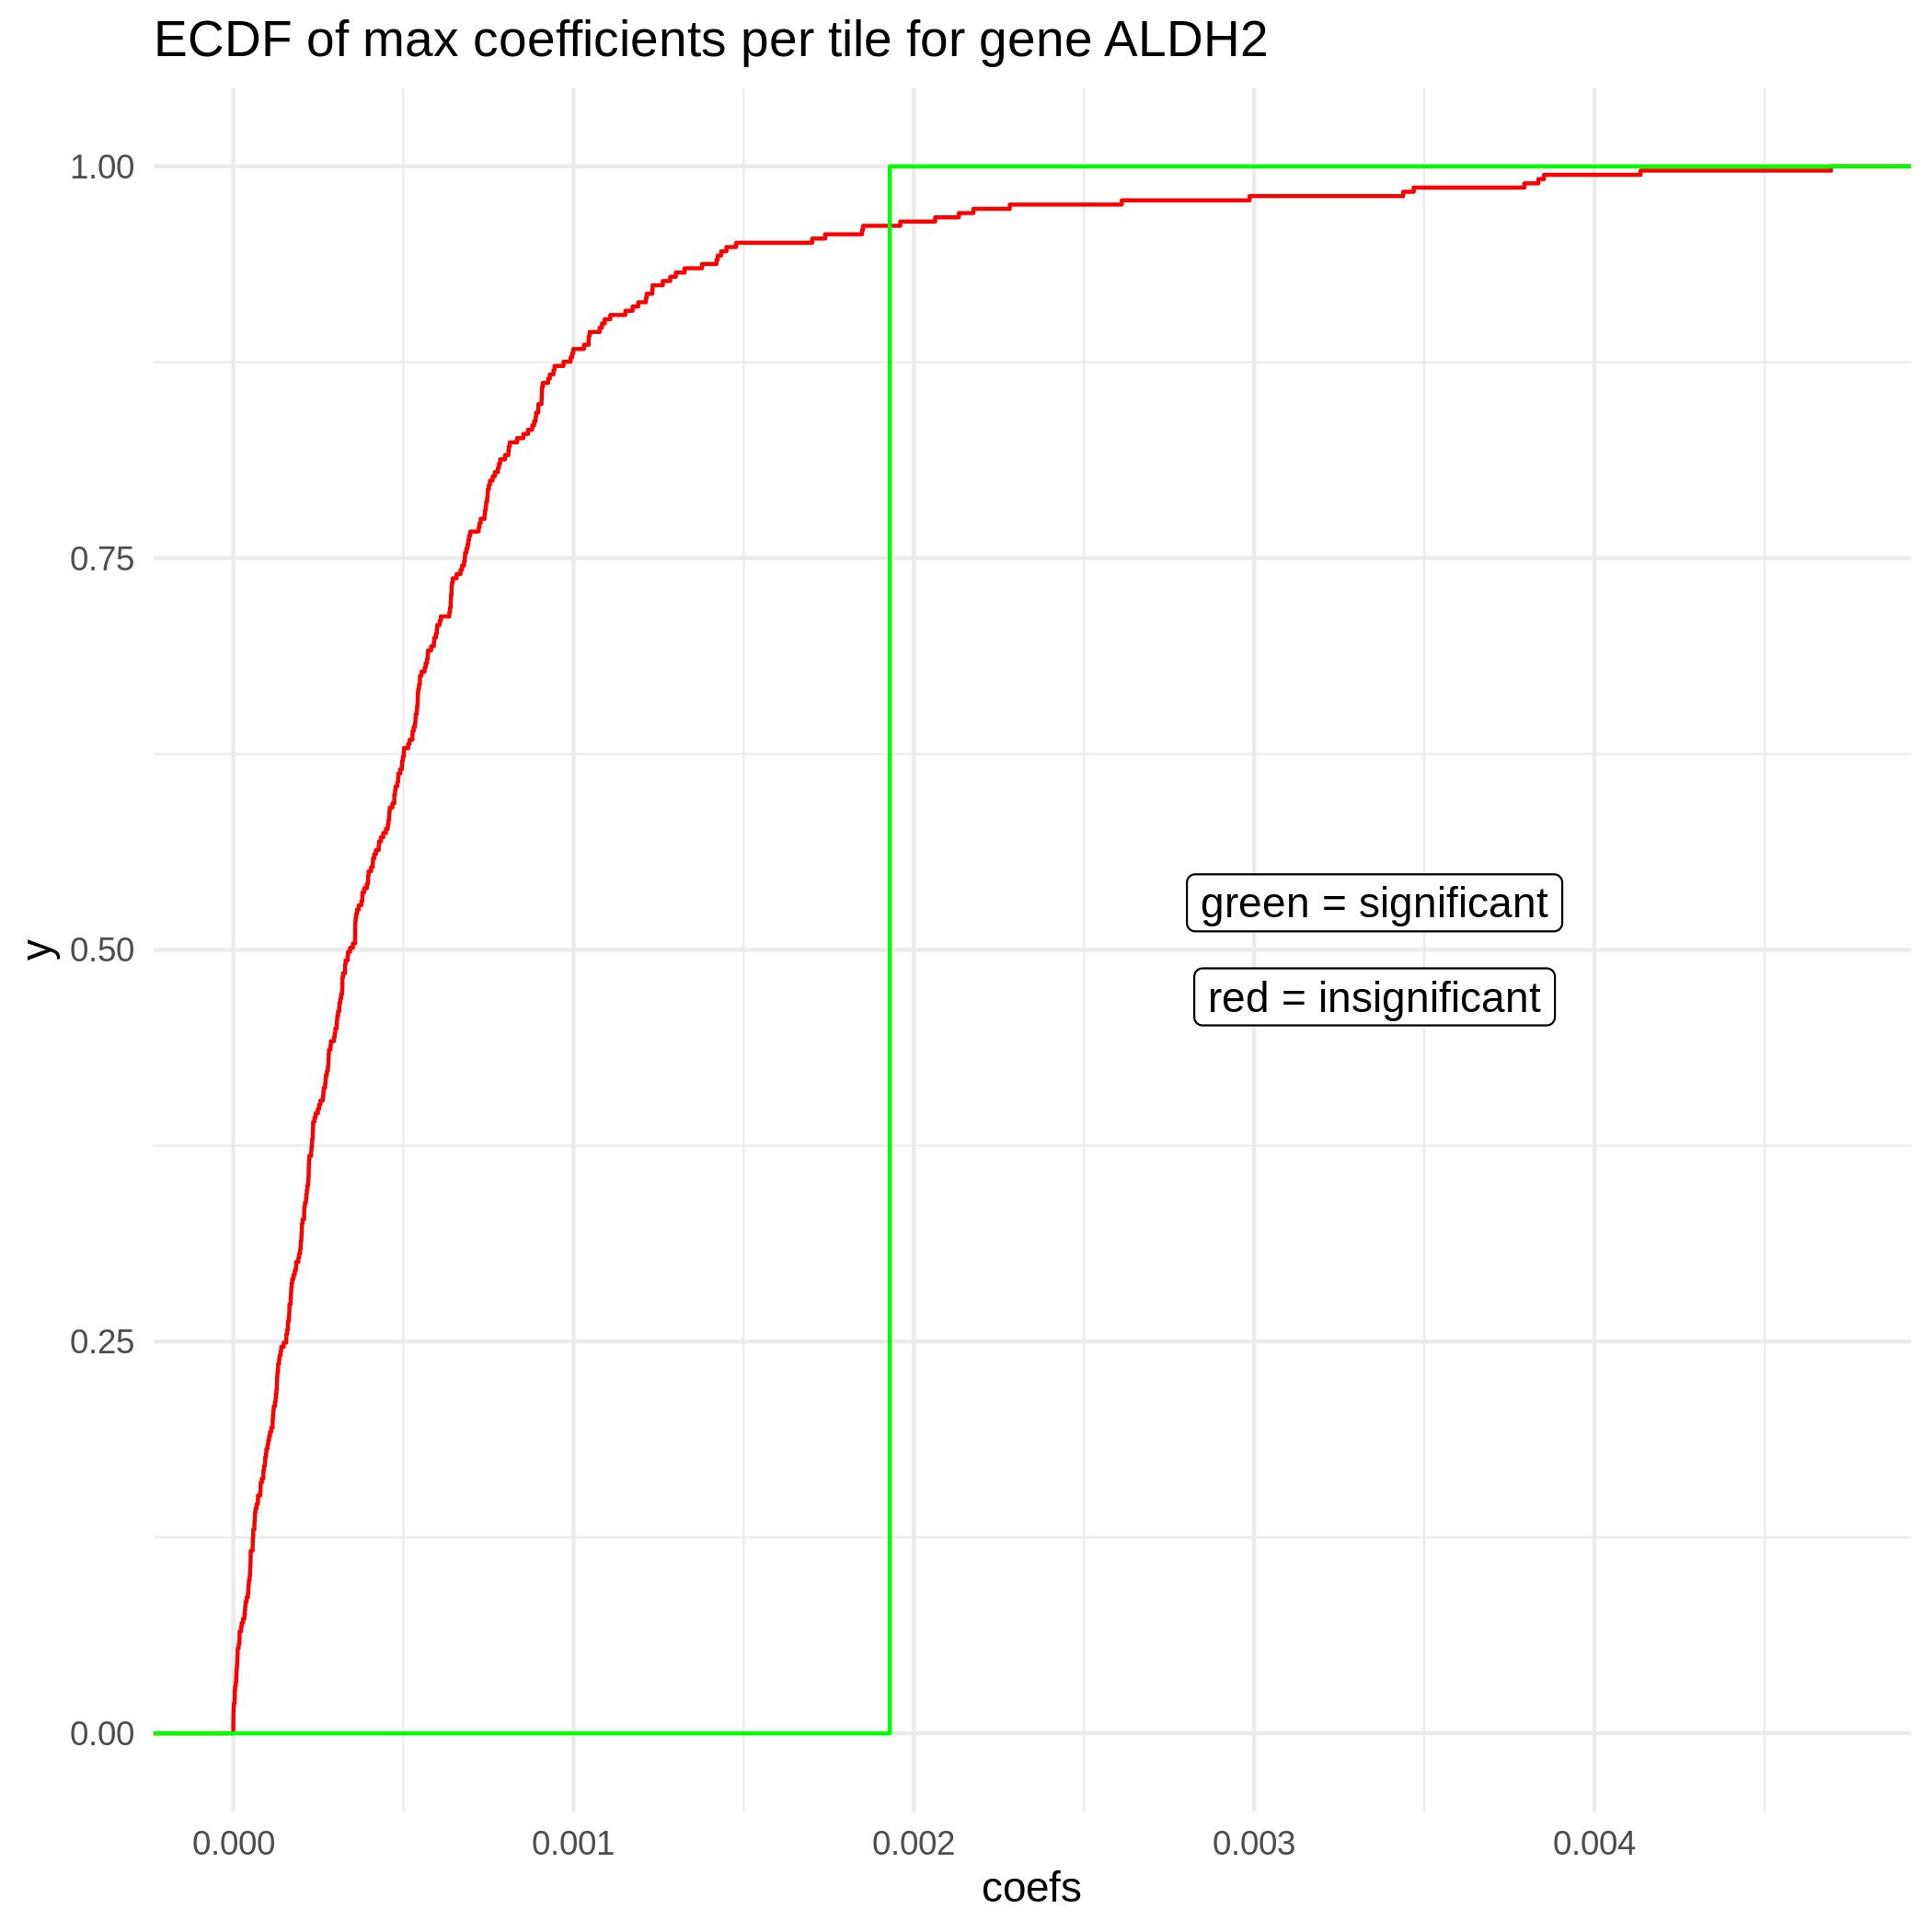 ECDF of max coefficients per tile for gene ALDH2
1.00
0.75
0.50
0.25
0.00
y
green = significant
red = insignificant
0.000 0.001 0.002 0.003 0.004
coefs